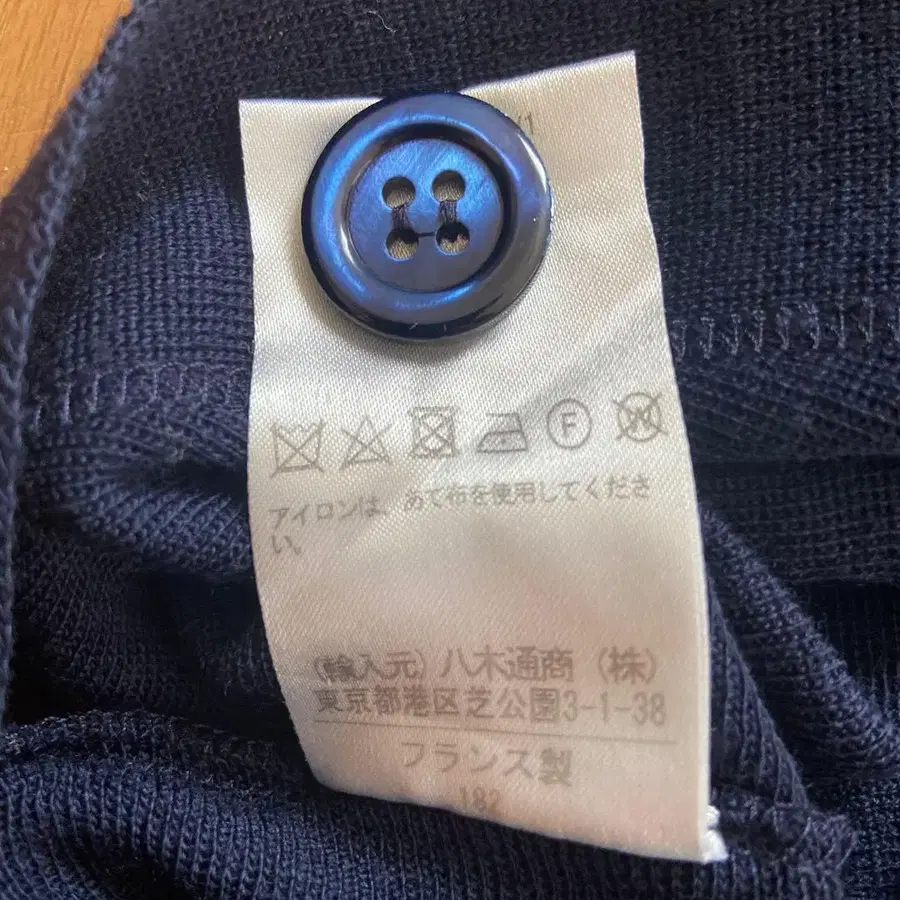 F W
アイロンは、あて布を使用してくださ
い。
(輸入元) 八木通商 (株)
東京都港区芝公園3-1-38
フランス製
182